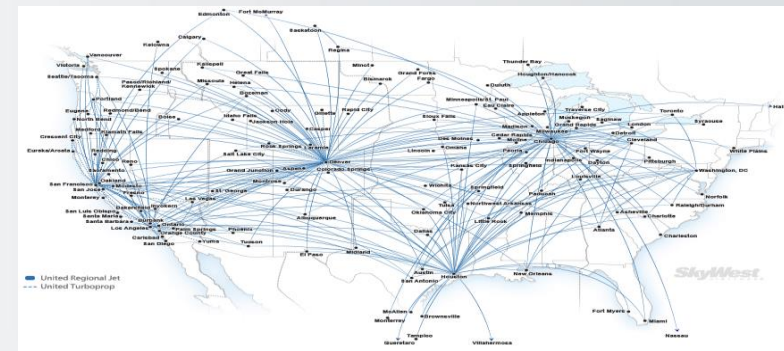 Edmonton
Fort McMurray
Saskatoon
Calgary
Kelowna
Regina
Vancouver
Victoria
Seattle/Tacoma
Spokane
Kalispell
Great Falls
Minot
Thunder Bay
Houghton/Hancock
Pasco/Richland/
Kennewick
Missoula
Helena
Bozeman
Bismarck
Grand Forks
Fargo
Duluth
Portland
Eugene
Redmond/Bend
North Bend
Boise
Idaho Falls
Jackson Hole
Cody
Gillette
Rapid City
Sioux Falls
Minneapolis/St. Paul
Eau Claire
Appleton
Traverse City
Muskegon
Saginaw
Grand Rapids
London
Toronto
Syracuse
Hal
Medford
Klamath Falls
Crescent City
Eureka/Arcata
Redding
Chico
Reno
Sacramento
Casper
Rock Springs
Laramie
Salt Lake City
Des Moines
Madison
Milwaukee
Cedar Rapids
Chicago
Moline
Peoria
Detroit
Cleveland
White Plains
Lincoln
Omaha
Fort Wayne
Pittsburgh
Indianapolis
Dayton
Springfield
Washington, DC
San Francisco
Oakland
San Jose
Modesto
Monterey
Fresno
Grand Junction
Aspen
Denver
Colorado Springs
Montrose
Durango
St. George
Las Vegas
Kansas City
Wichita
Springfield
Louisville
Paducah
Norfolk
Raleigh/Durham
San Luis Obispo
Santa Maria
Santa Barbara
Bakersfield
Inyokern
Burbank
Los Angeles
Ontario
Palm Springs
Orange County
Carlsbad
San Diego
Yuma
Phoenix
Tucson
Albuquerque
Tulsa
Oklahoma City
Northwest Arkansas
Little Rock
Memphis
Asheville
Charlotte
Charleston
Atlanta
El Paso
Midland
Dallas
Austin
San Antonio
Houston
New Orleans
SkyWest
United Regional Jet
United Turboprop
McAllen
Monterrey
Brownsville
Tampico
Queretaro
Villahermosa
Fort Myers
Miami
Nassau